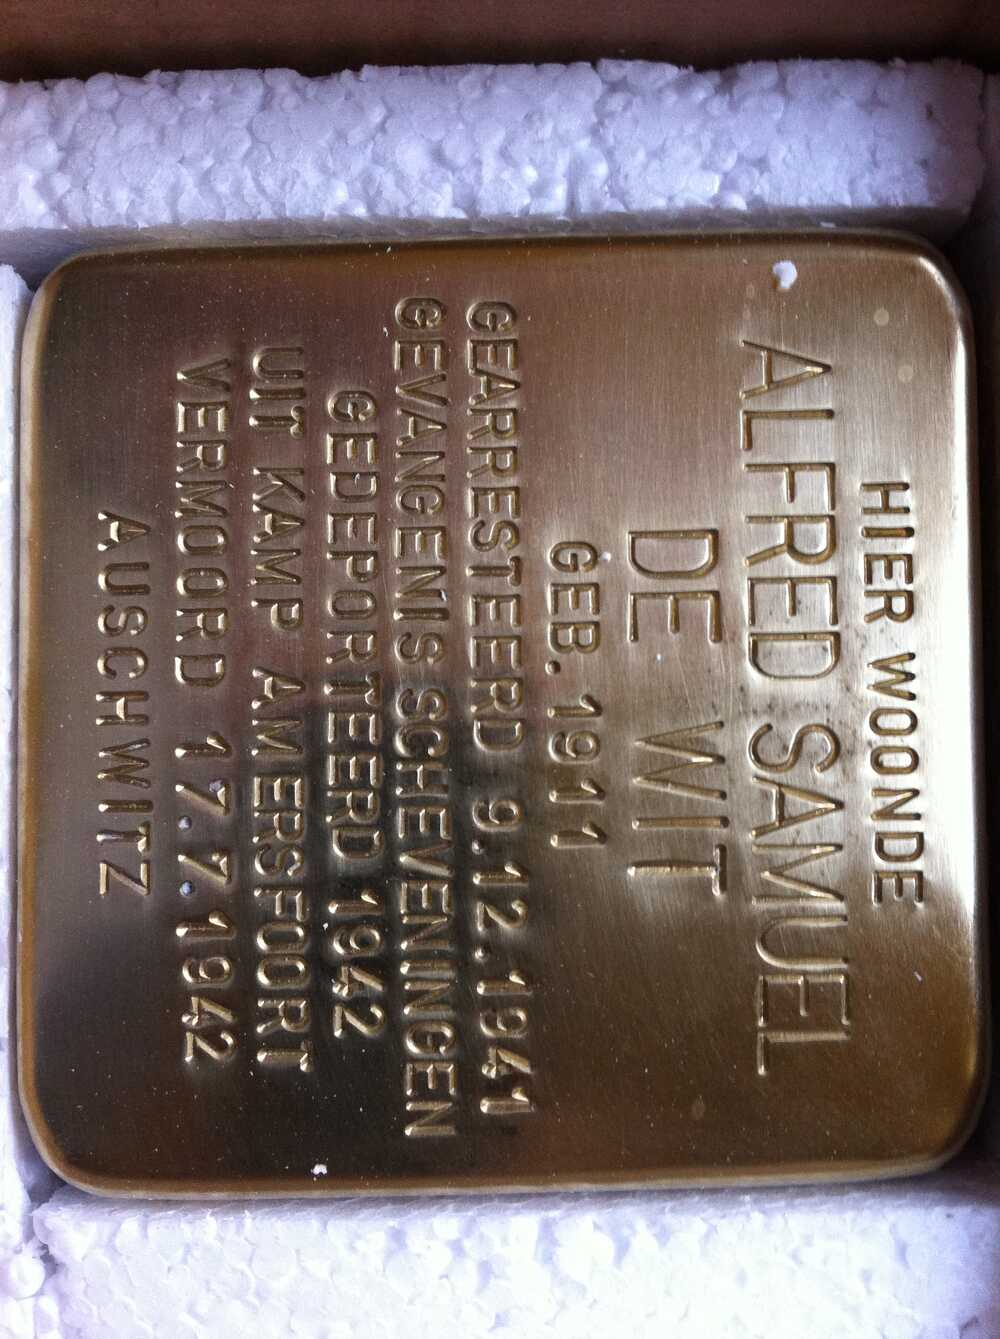 HIER WOONDE
ALFRED SAMUEL
DE WIT
GEB. 1911
GEARRESTEERD 9.12.1941
GEVANGENIS SCHEVENINGEN
GEDEPORTEERD 1942
UIT KAMP AMERSFOORT
VERMOORD 17.7.1942
AUSCHWITZ